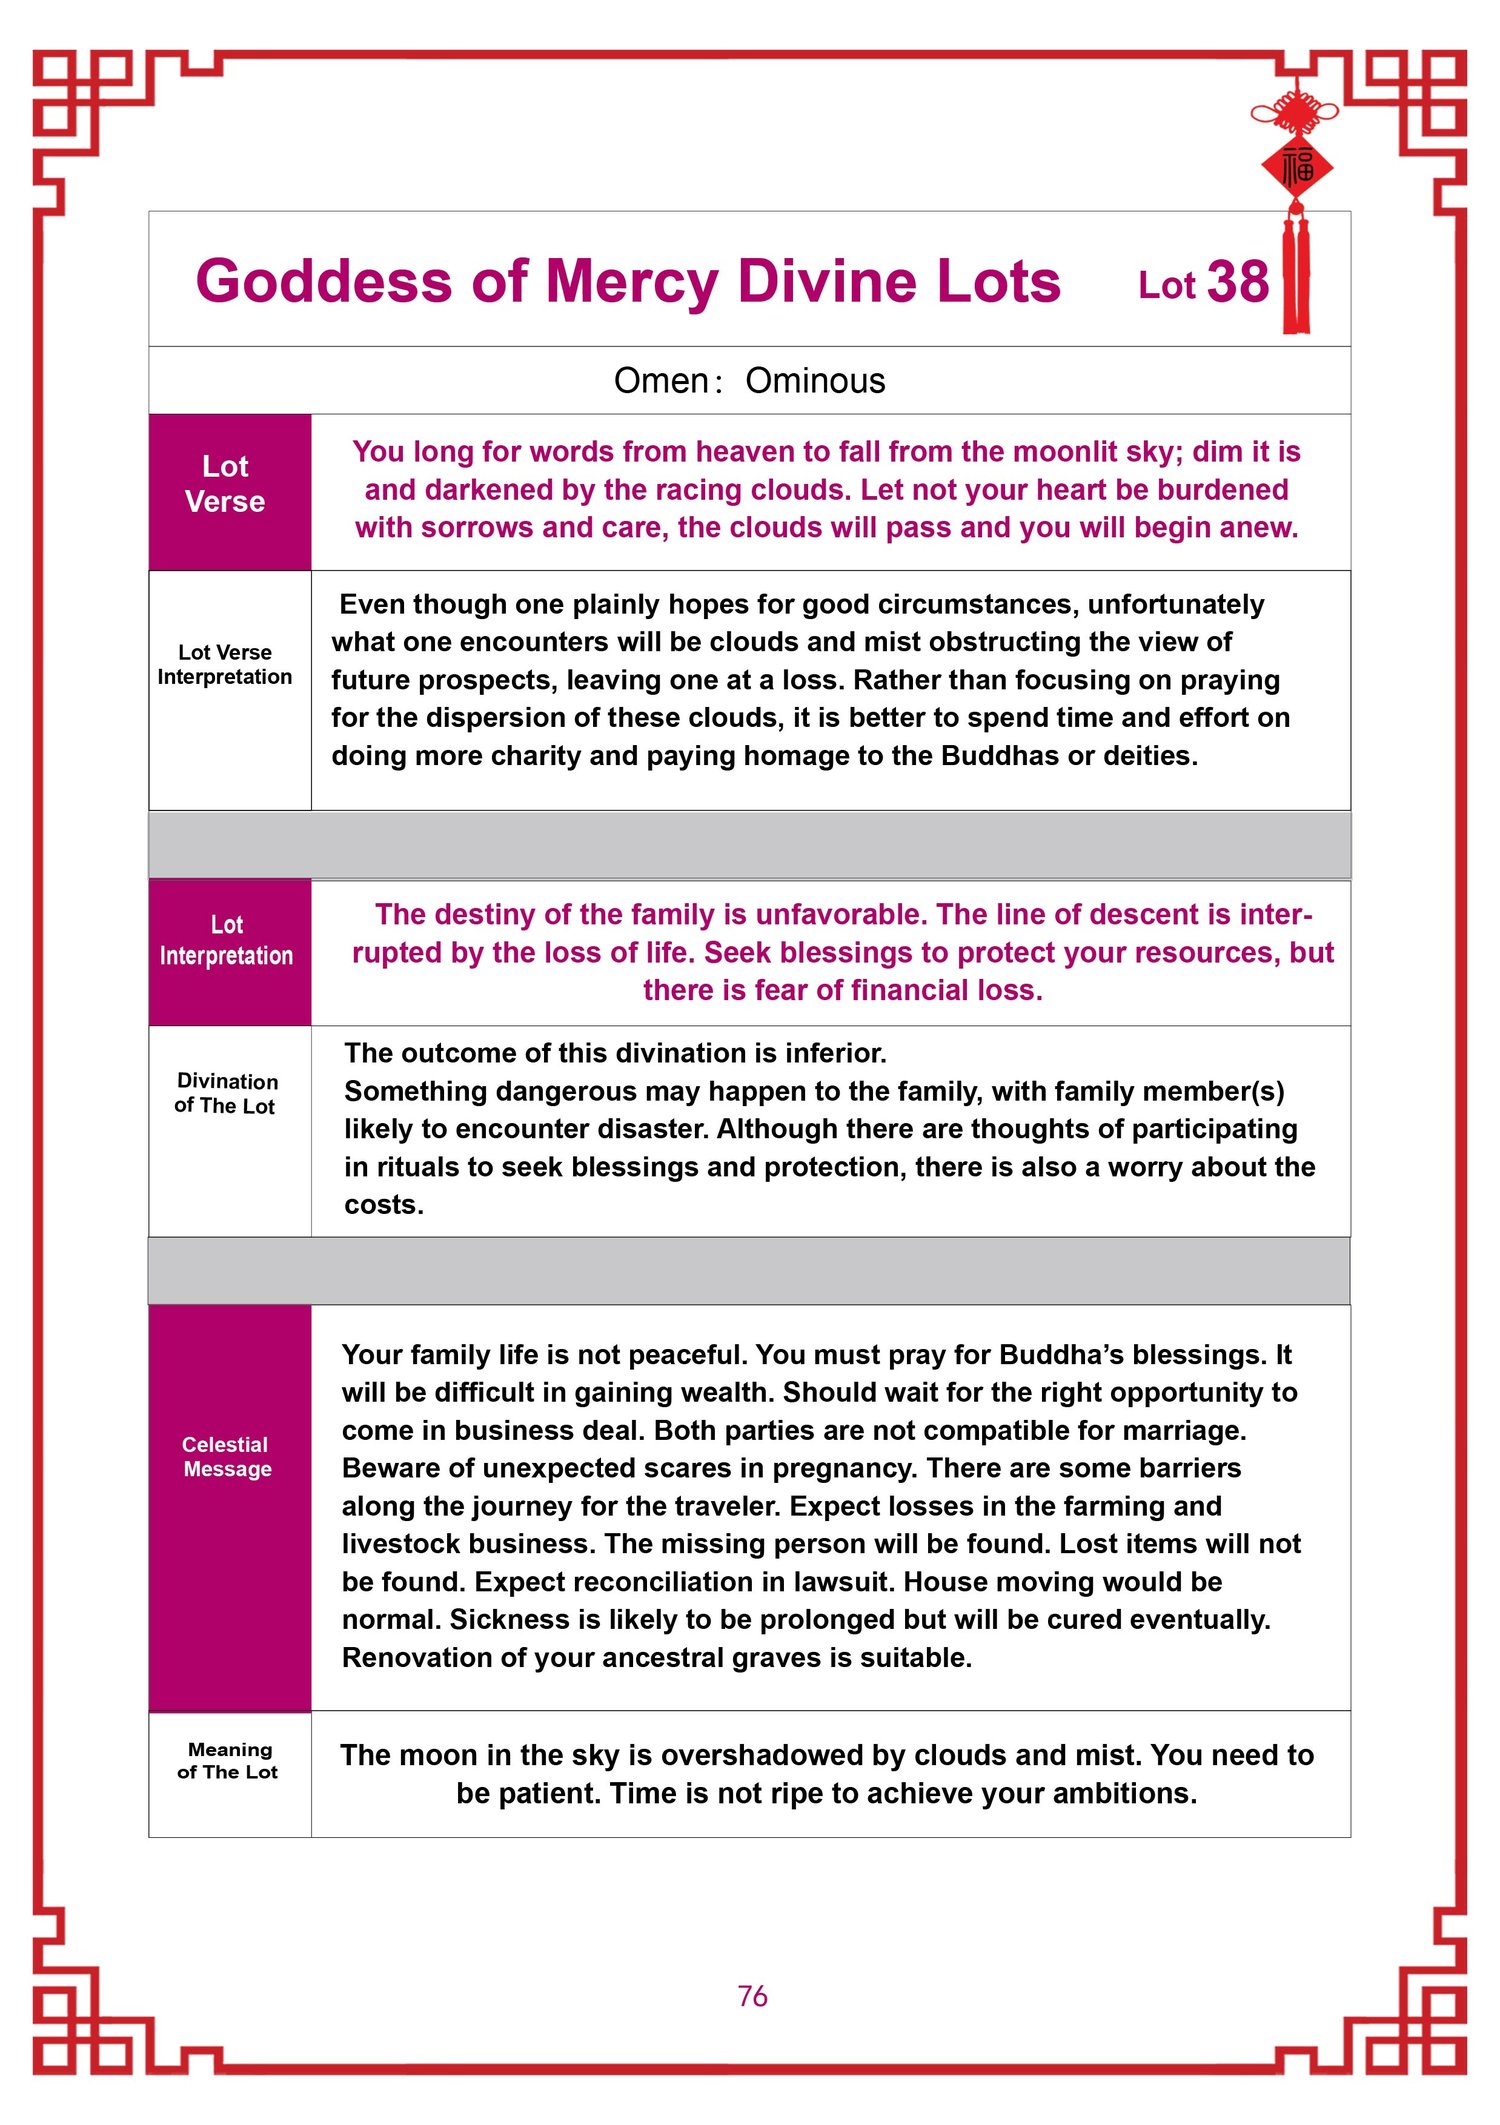 福
Goddess of Mercy Divine Lots Lot 38
Omen： Ominous
Lot
Verse
You long for words from heaven to fall from the moonlit sky; dim it is
and darkened by the racing clouds. Let not your heart be burdened
with sorrows and care, the clouds will pass and you will begin anew.
Lot Verse
Interpretation
Even though one plainly hopes for good circumstances, unfortunately
what one encounters will be clouds and mist obstructing the view of
future prospects, leaving one at a loss. Rather than focusing on praying
for the dispersion of these clouds, it is better to spend time and effort on
doing more charity and paying homage to the Buddhas or deities.
Lot
Interpretation
The destiny of the family is unfavorable. The line of descent is inter-
rupted by the loss of life. Seek blessings to protect your resources, but
there is fear of financial loss.
Divination
of The Lot
The outcome of this divination is inferior.
Something dangerous may happen to the family, with family member(s)
likely to encounter disaster. Although there are thoughts of participating
in rituals to seek blessings and protection, there is also a worry about the
costs.
Celestial
Message
Your family life is not peaceful. You must pray for Buddha’s blessings. It
will be difficult in gaining wealth. Should wait for the right opportunity to
come in business deal. Both parties are not compatible for marriage.
Beware of unexpected scares in pregnancy. There are some barriers
along the journey for the traveler. Expect losses in the farming and
livestock business. The missing person will be found. Lost items will not
be found. Expect reconciliation in lawsuit. House moving would be
normal. Sickness is likely to be prolonged but will be cured eventually.
Renovation of your ancestral graves is suitable.
Meaning
of The Lot
The moon in the sky is overshadowed by clouds and mist. You need to
be patient. Time is not ripe to achieve your ambitions.
76